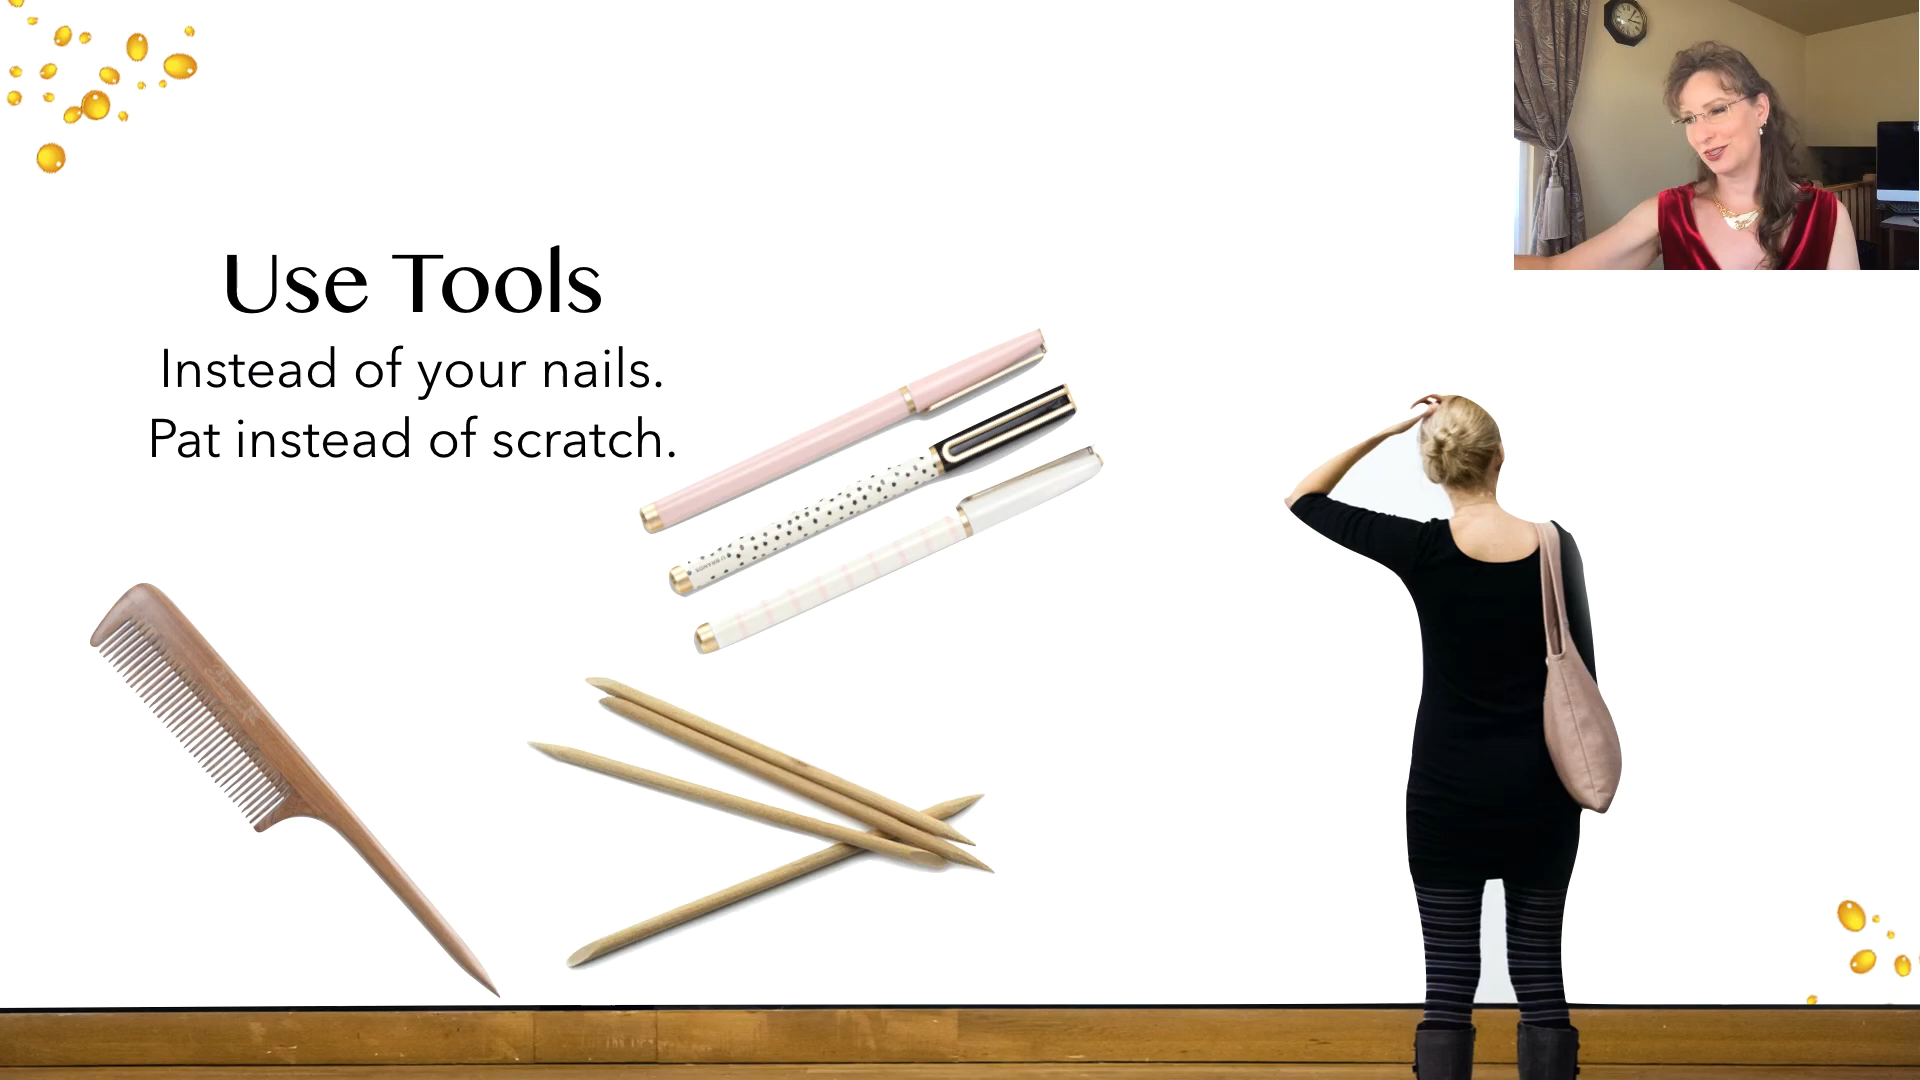 Use Tools
Instead of your nails.
Pat instead of scratch.